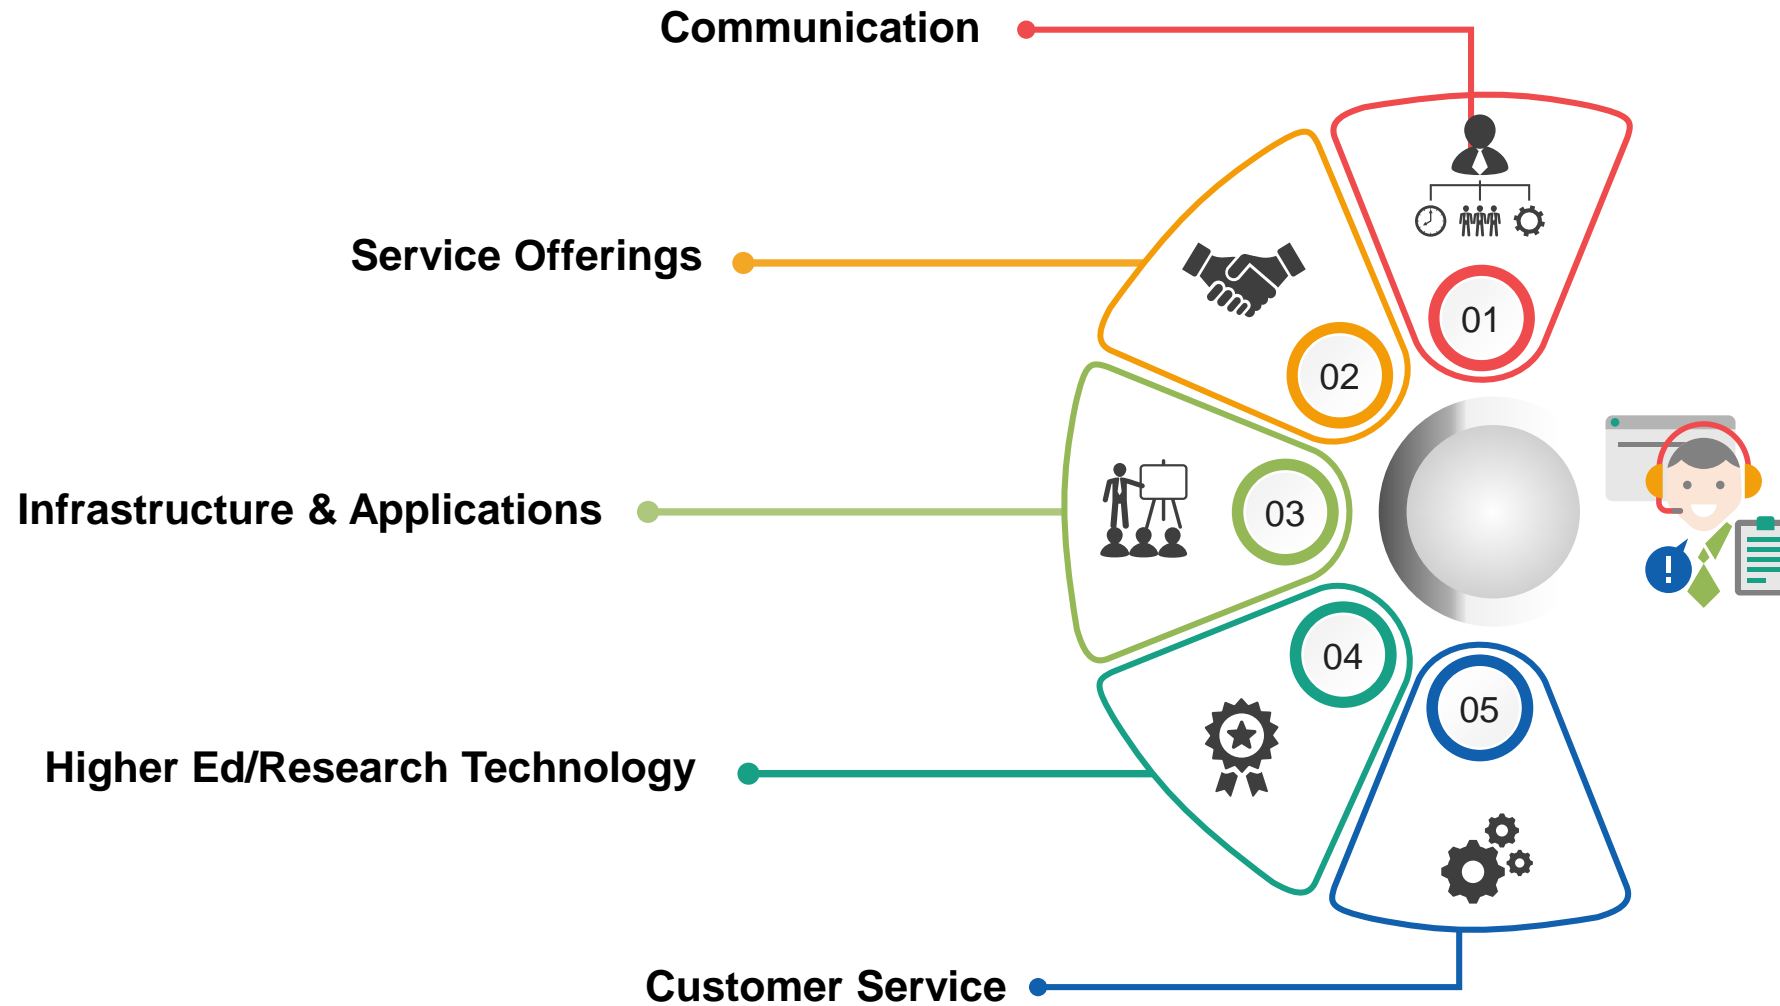 Communication
01
Service Offerings
02
Infrastructure & Applications
03
Higher Ed/Research Technology
04
05
Customer Service
!